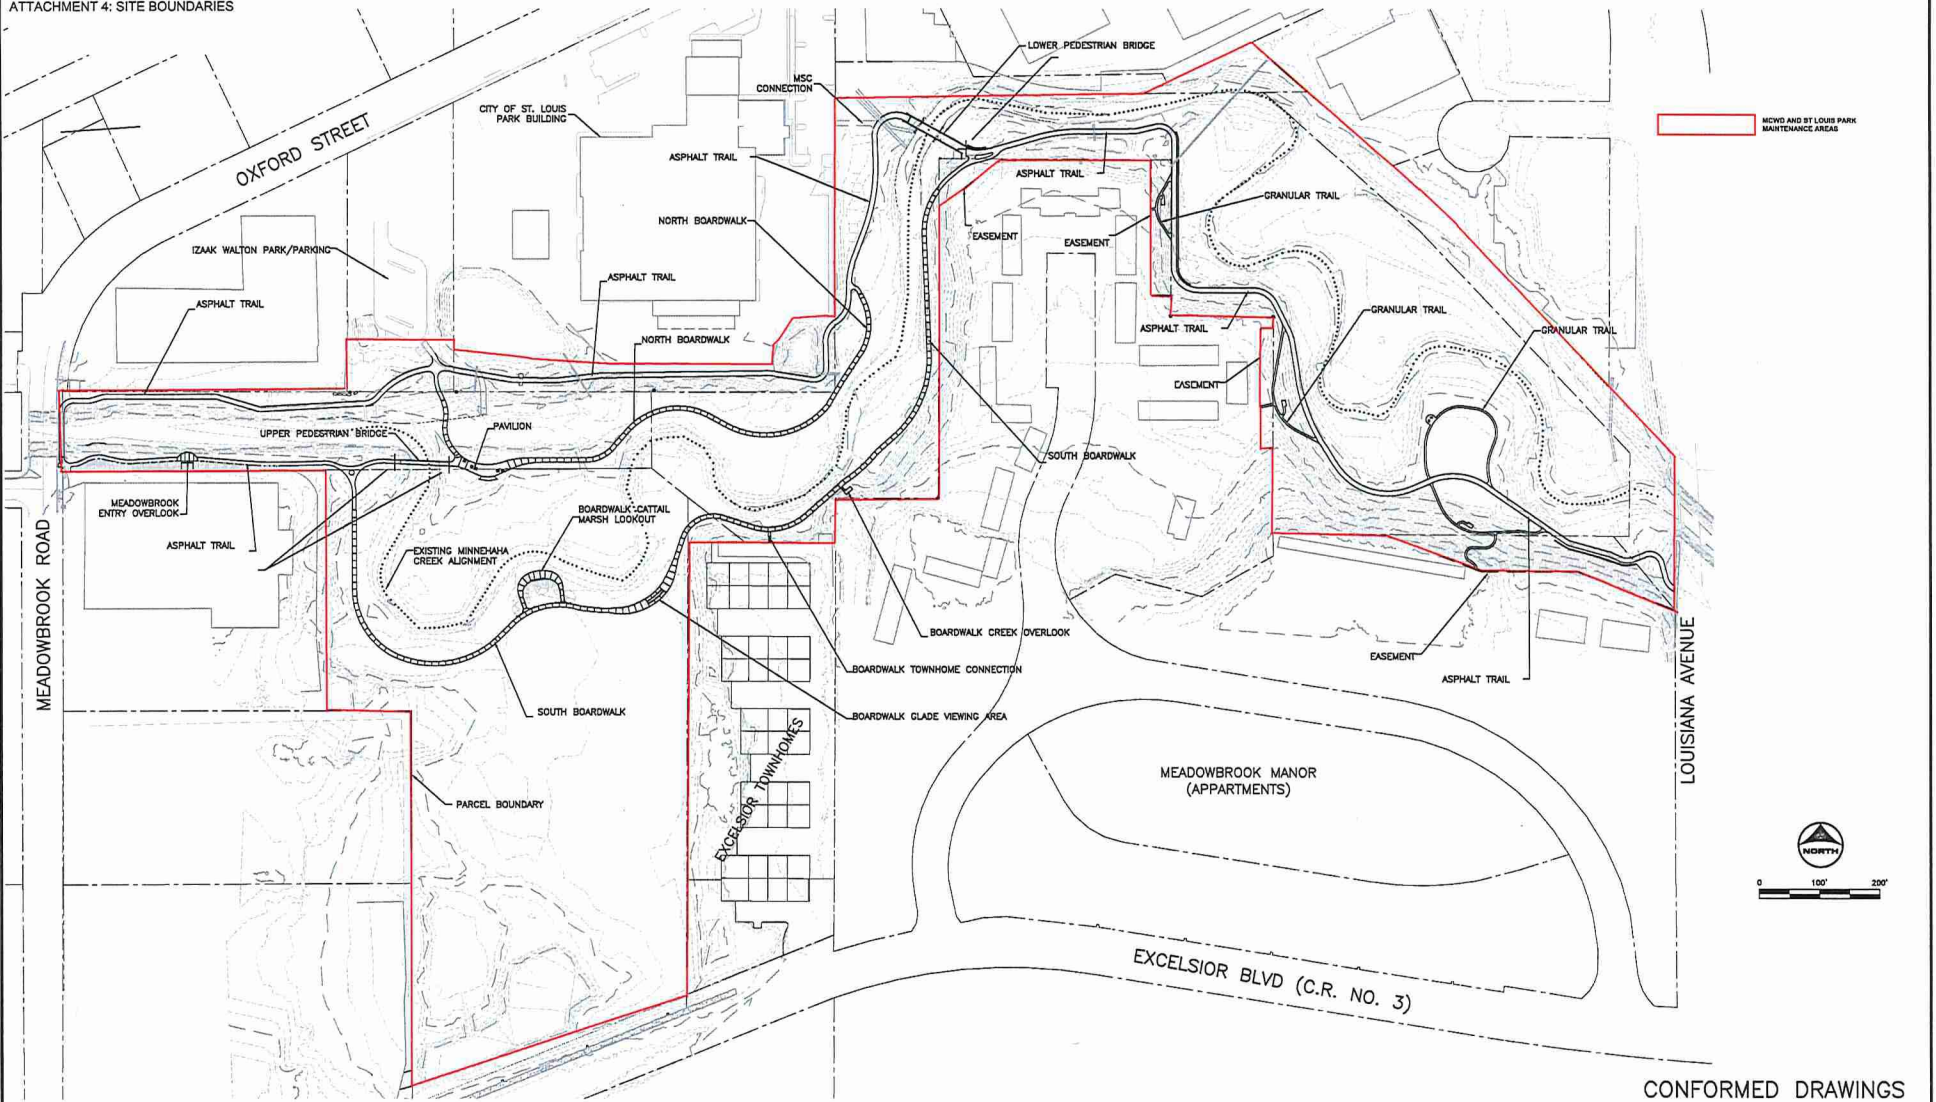 ATTACHMENT 4: SITE BOUNDARIES
LOWER PEDESTRIAN BRIDGE
MSC
CONNECTION
CITY OF ST. LOUIS
PARK BUILDING
MCWD AND ST LOUIS PARK
MAINTENANCE AREAS
OXFORD STREET
ASPHALT TRAIL
ASPHALT TRAIL
GRANULAR TRAIL
NORTH BOARDWALK
EASEMENT
EASEMENT
IZAAK WALTON PARK/PARKING
ASPHALT TRAIL
ASPHALT TRAIL
GRANULAR TRAIL
ASPHALT TRAIL
GRANULAR TRAIL
NORTH BOARDWALK
EASEMENT
PAVILION
UPPER PEDESTRIAN BRIDGE
SOUTH BOARDWALK
MEADOWBROOK
ENTRY OVERLOOK
BOARDWALK CATTAIL
MARSH LOOKOUT
ASPHALT TRAIL
EXISTING MINNEHAHA
CREEK ALIGNMENT
MEADOWBROOK ROAD
BOARDWALK CREEK OVERLOOK
EASEMENT
BOARDWALK TOWNHOME CONNECTION
ASPHALT TRAIL
LOUISIANA AVENUE
SOUTH BOARDWALK
BOARDWALK GLADE VIEWING AREA
EXCELSIOR TOWNHOMES
MEADOWBROOK MANOR
(APPARTMENTS)
PARCEL BOUNDARY
NORTH
0 100' 200'
EXCELSIOR BLVD (C.R. NO. 3)
CONFORMED DRAWINGS